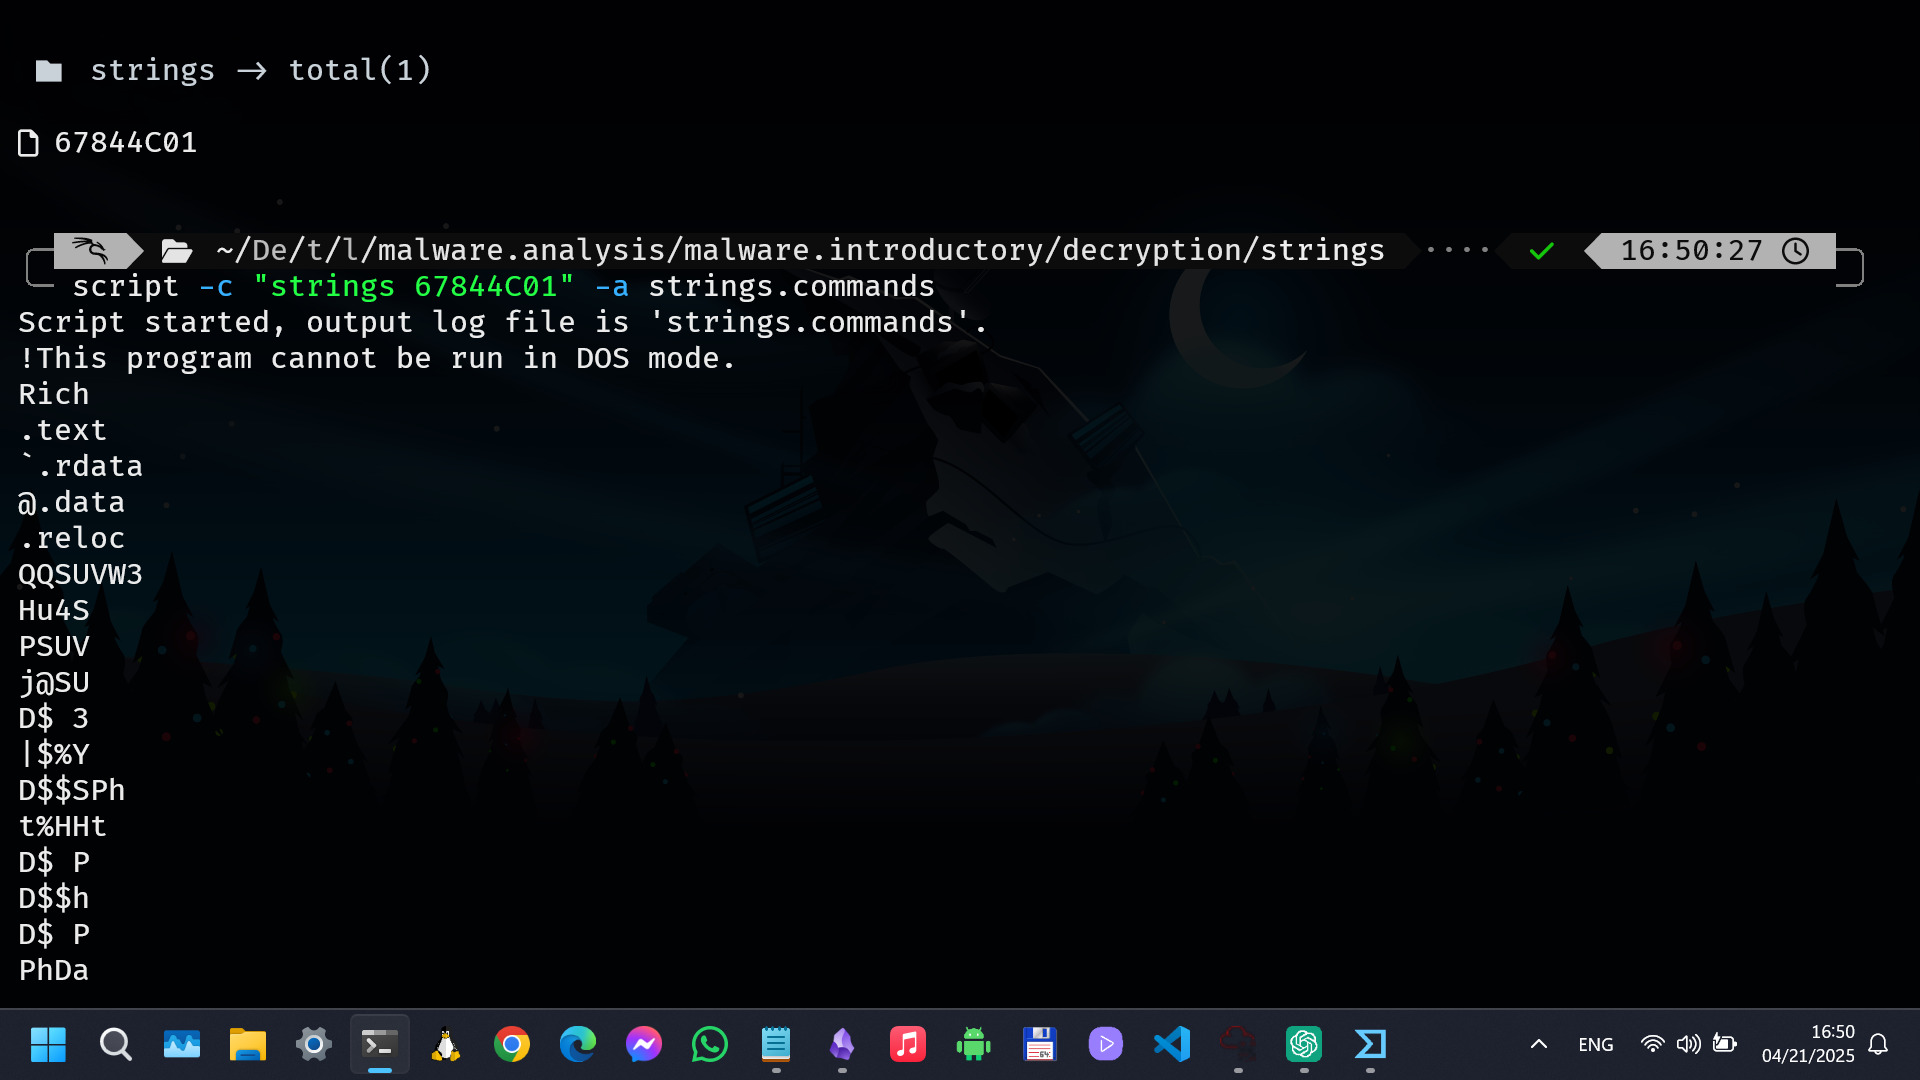 strings → total(1)
67844C01
~/De/t/l/malware.analysis/malware.introductory/decryption/strings ···· ✓ 16:50:27
script -c "strings 67844C01" -a strings.commands
Script started, output log file is 'strings.commands'.
!This program cannot be run in DOS mode.
Rich
.text
`.rdata
@.data
.reloc
QQSUVW3
Hu4S
PSUV
j@SU
D$ 3
|$%Y
D$$SPh
t%HHt
D$ P
D$$h
D$ P
PhDa
64
ENG
16:50
04/21/2025